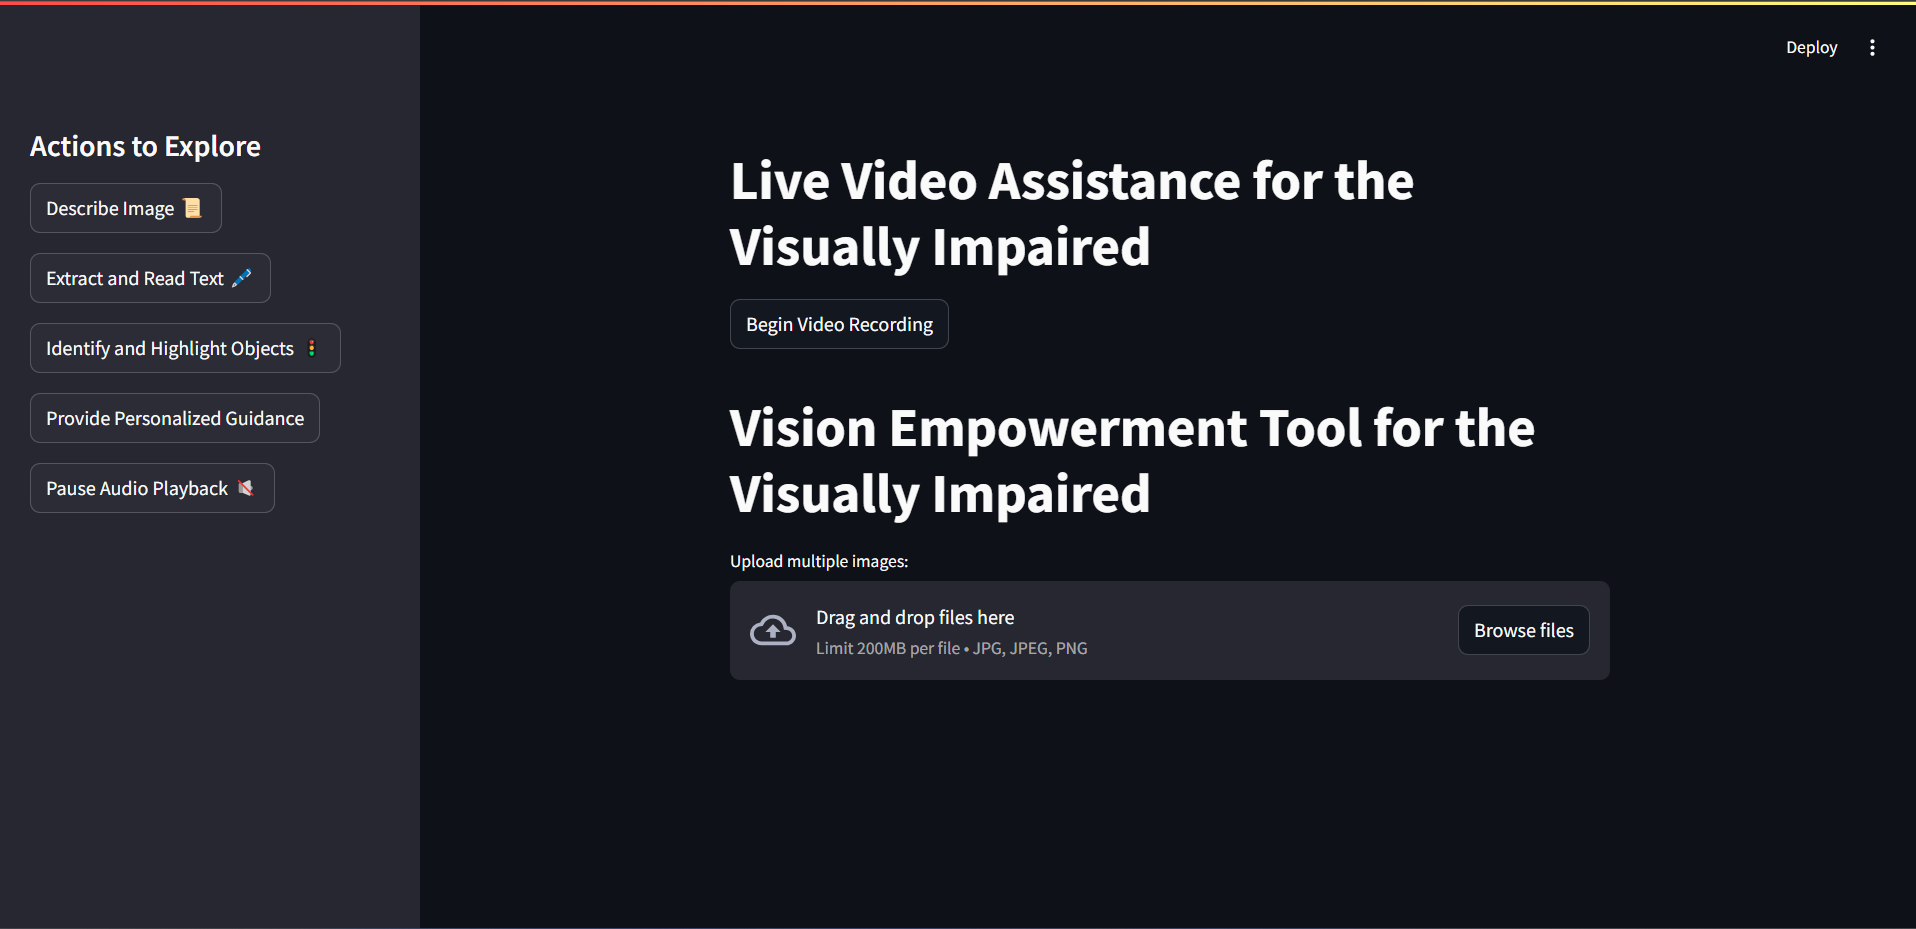 Deploy
Actions to Explore
Describe Image 📜
Extract and Read Text 🖊️
Identify and Highlight Objects 🚦
Provide Personalized Guidance
Pause Audio Playback 🔇
Live Video Assistance for the
Visually Impaired
Begin Video Recording
Vision Empowerment Tool for the
Visually Impaired
Upload multiple images:
Drag and drop files here
Limit 200MB per file • JPG, JPEG, PNG
Browse files